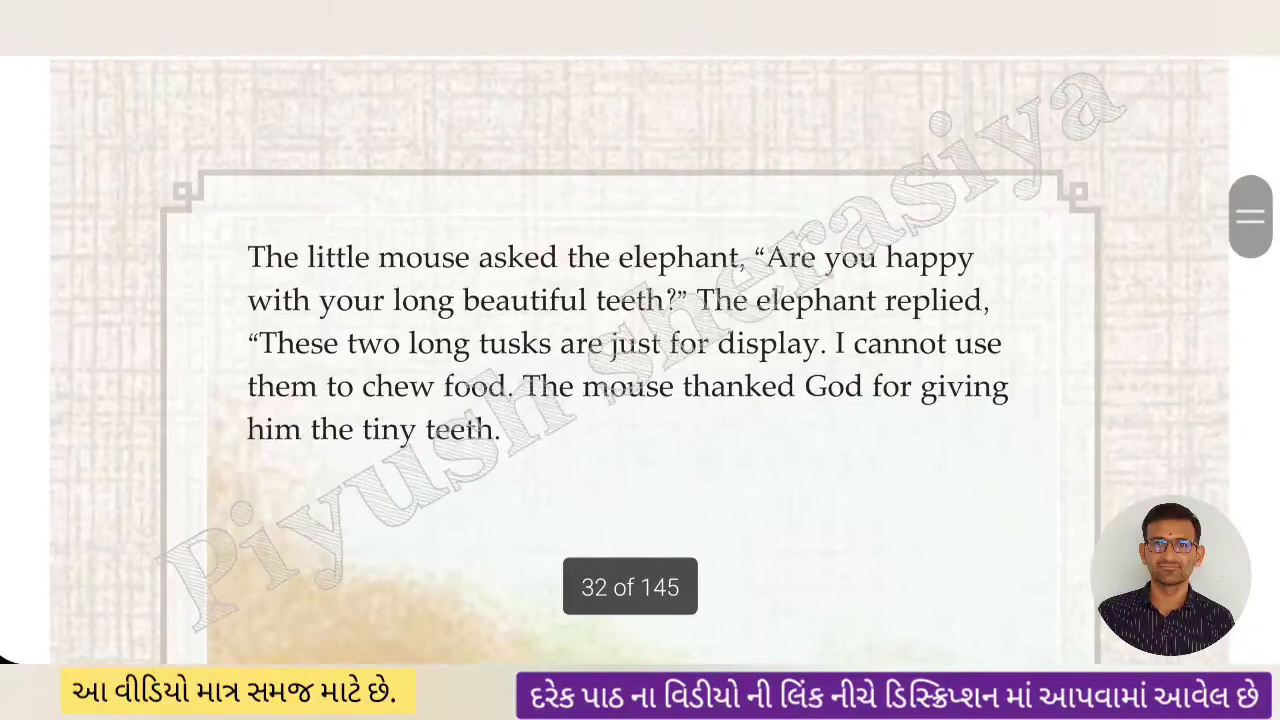 The little mouse asked the elephant, “Are you happy
with your long beautiful teeth?” The elephant replied,
“These two long tusks are just for display. I cannot use
them to chew food. The mouse thanked God for giving
him the tiny teeth.
Piyush sherasiya
32 of 145
આ વીડિયો માત્ર સમજ માટે છે.
દરેક પાઠ ના વિડીયો ની લિંક નીચે ડિસ્ક્રિપ્શન માં આપવામાં આવેલ છે